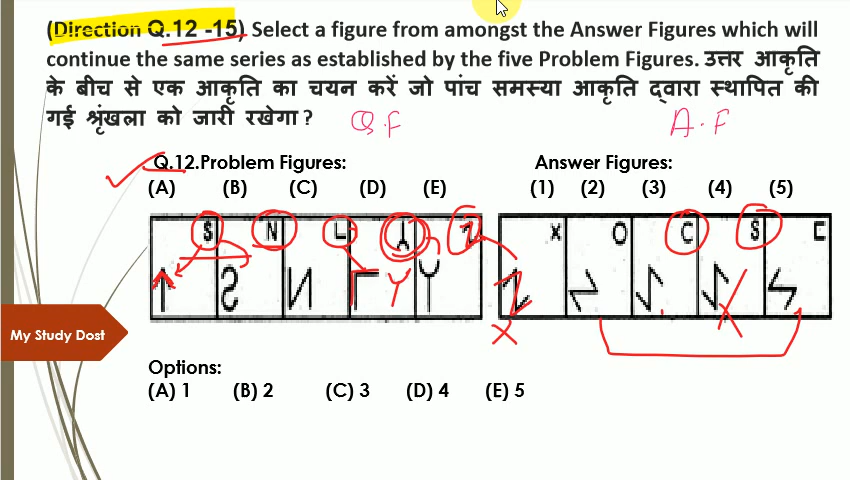 (Direction Q.12 -15) Select a figure from amongst the Answer Figures which will
continue the same series as established by the five Problem Figures. उत्तर आकृति
के बीच से एक आकृति का चयन करें जो पांच समस्या आकृति द्वारा स्थापित की
गई श्रृंखला को जारी रखेगा ?
Q.F A.F
Q.12.Problem Figures: Answer Figures:
(A) (B) (C) (D) (E) (1) (2) (3) (4) (5)
S N L X O C S
My Study Dost
Options:
(A) 1 (B) 2 (C) 3 (D) 4 (E) 5